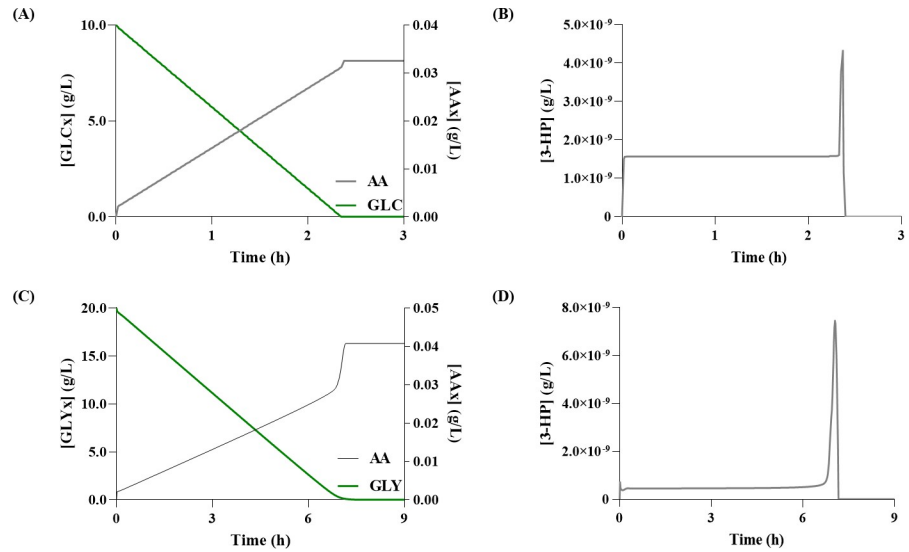 (A)
[GLCx] (g/L)
10.0
5.0
0.0
0.04
0.03
0.02
0.01
0.00
[AAx] (g/L)
AA
GLC
0
1
2
3
Time (h)
(B)
[3-HP] (g/L)
5.0×10⁻⁹
4.0×10⁻⁹
3.0×10⁻⁹
2.0×10⁻⁹
1.0×10⁻⁹
0
0
1
2
3
Time (h)
(C)
[GLYx] (g/L)
20.0
15.0
10.0
5.0
0.0
0.05
0.04
0.03
0.02
0.01
0.00
[AAx] (g/L)
AA
GLY
0
3
6
9
Time (h)
(D)
[3-HP] (g/L)
8.0×10⁻⁹
6.0×10⁻⁹
4.0×10⁻⁹
2.0×10⁻⁹
0
0
3
6
9
Time (h)